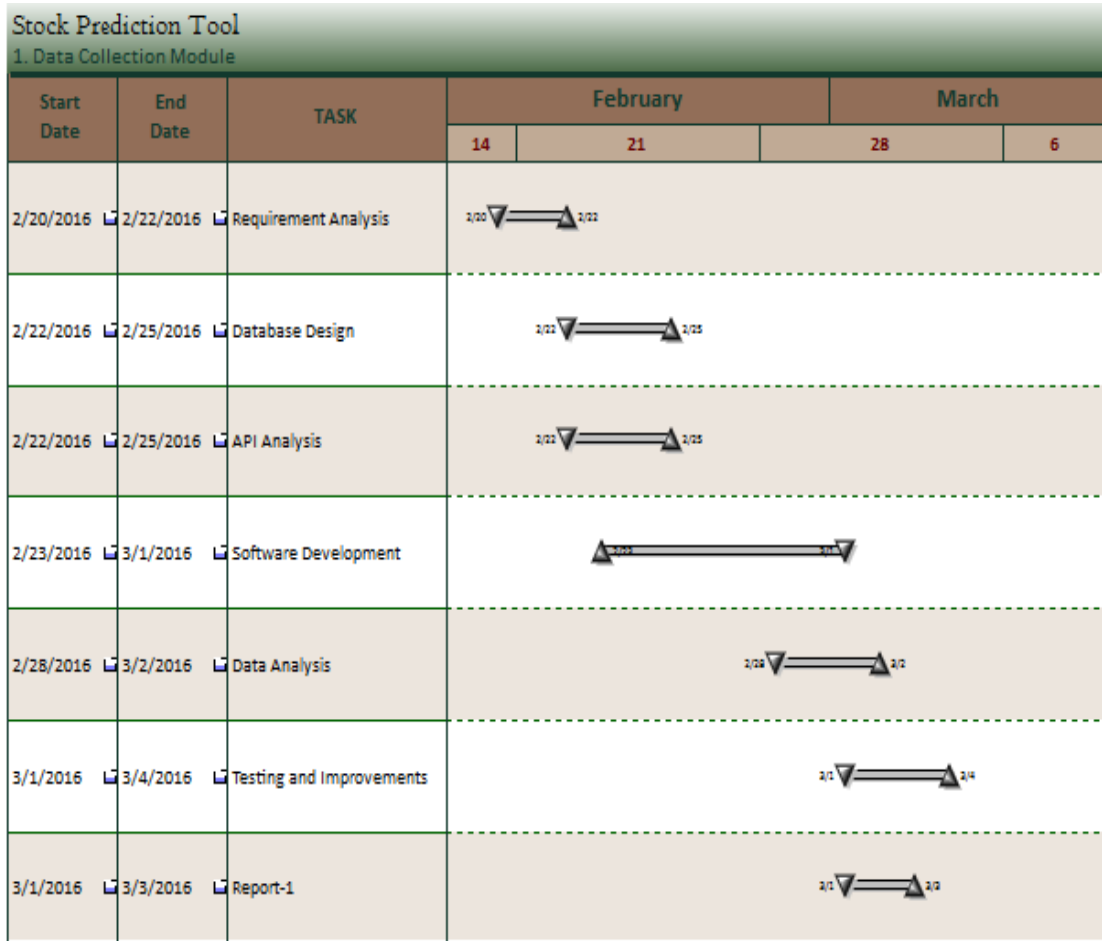 Stock Prediction Tool
1. Data Collection Module
Start Date End Date TASK February March
14 21 28 6
2/20/2016 2/22/2016 Requirement Analysis 2/20 2/22
2/22/2016 2/25/2016 Database Design 2/22 2/25
2/22/2016 2/25/2016 API Analysis 2/22 2/25
2/23/2016 3/1/2016 Software Development 2/23 3/1
2/28/2016 3/2/2016 Data Analysis 2/28 3/2
3/1/2016 3/4/2016 Testing and Improvements 3/1 3/4
3/1/2016 3/3/2016 Report-1 3/1 3/3